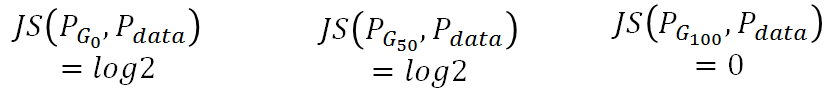 JS(P_{G_0}, P_{data}) = log2
JS(P_{G_{50}}, P_{data}) = log2
JS(P_{G_{100}}, P_{data}) = 0